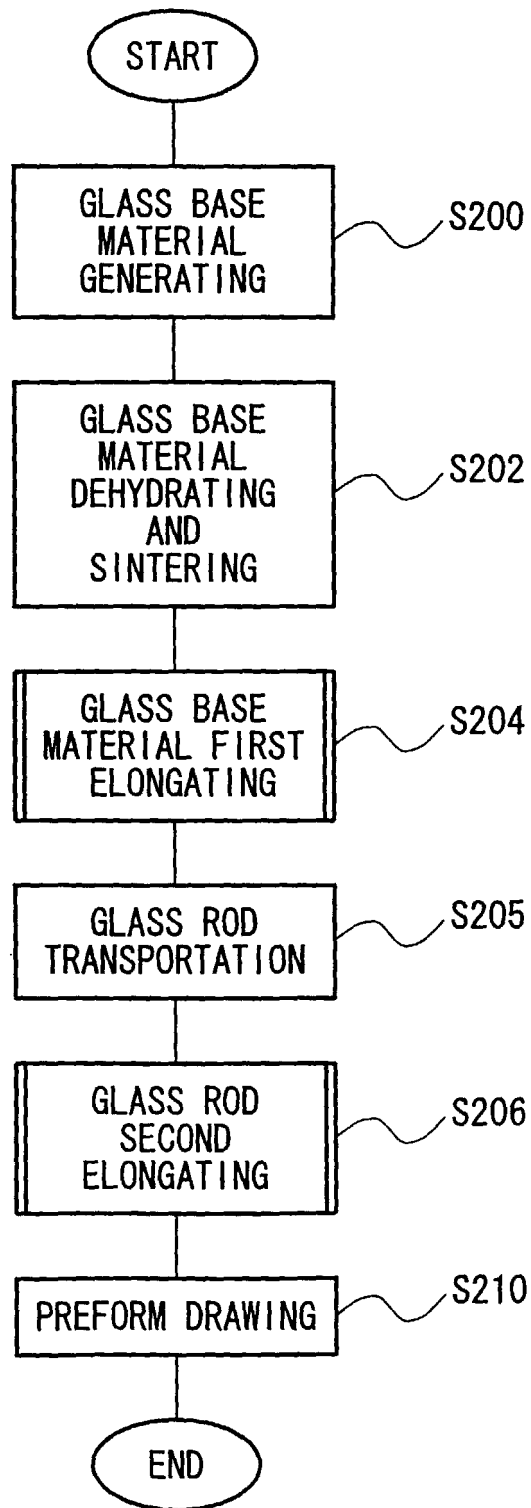 START
GLASS BASE
MATERIAL
GENERATING
S200
GLASS BASE
MATERIAL
DEHYDRATING
AND
SINTERING
S202
GLASS BASE
MATERIAL FIRST
ELONGATING
S204
GLASS ROD
TRANSPORTATION
S205
GLASS ROD
SECOND
ELONGATING
S206
PREFORM DRAWING
S210
END